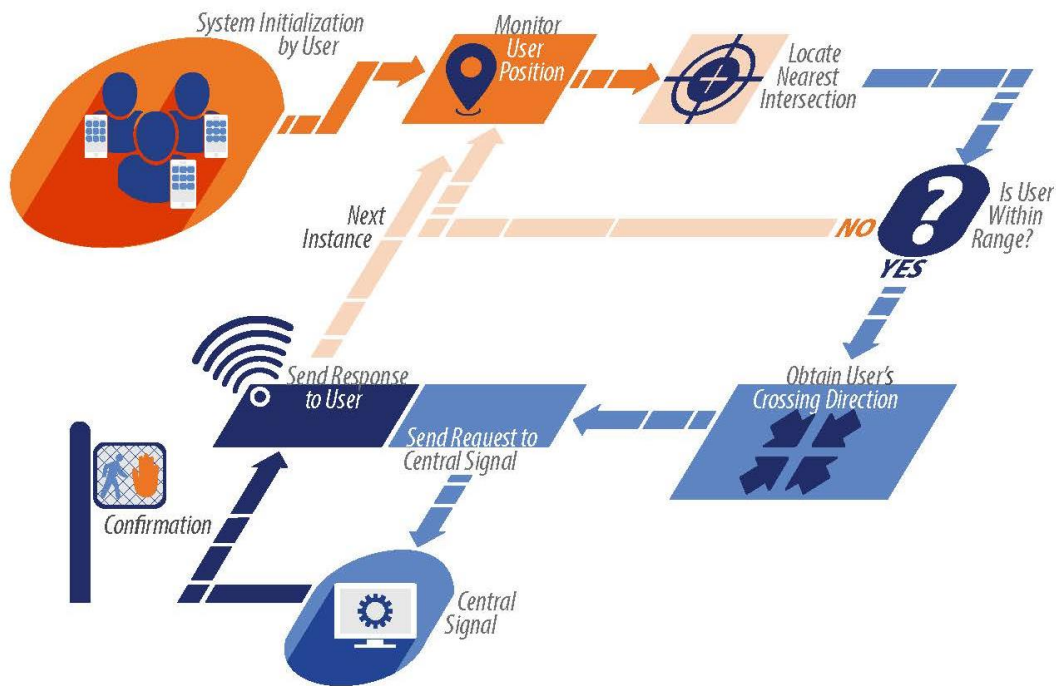 System Initialization
by User
Monitor
User
Position
Locate
Nearest
Intersection
Is User
Within
Range?
NO
YES
Next
Instance
Obtain User's
Crossing Direction
Send Response
to User
Send Request to
Central Signal
Confirmation
Central
Signal